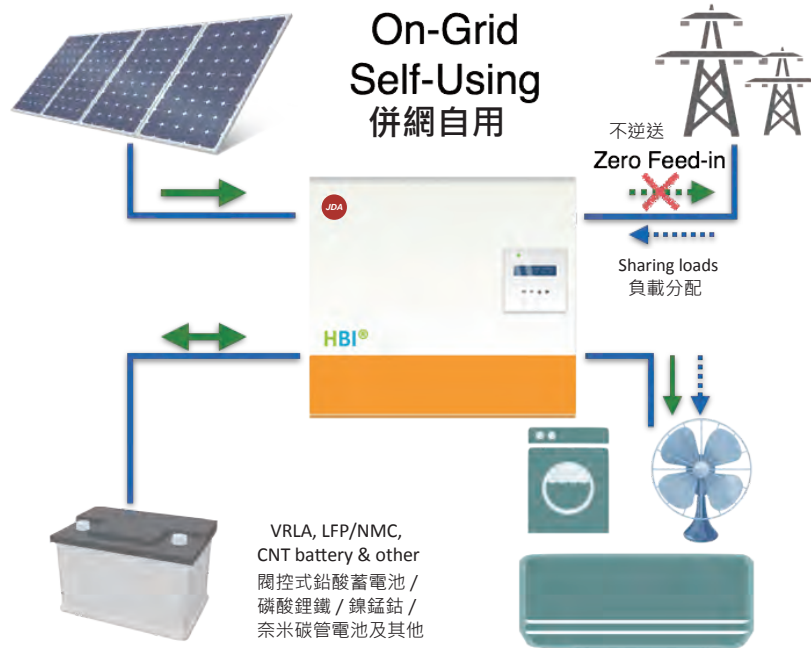 On-Grid
Self-Using
併網自用
不逆送
Zero Feed-in
Sharing loads
負載分配
JDA
HBI®
VRLA, LFP/NMC,
CNT battery & other
閥控式鉛酸蓄電池 /
磷酸鋰鐵 / 鎳錳鈷 /
奈米碳管電池及其他